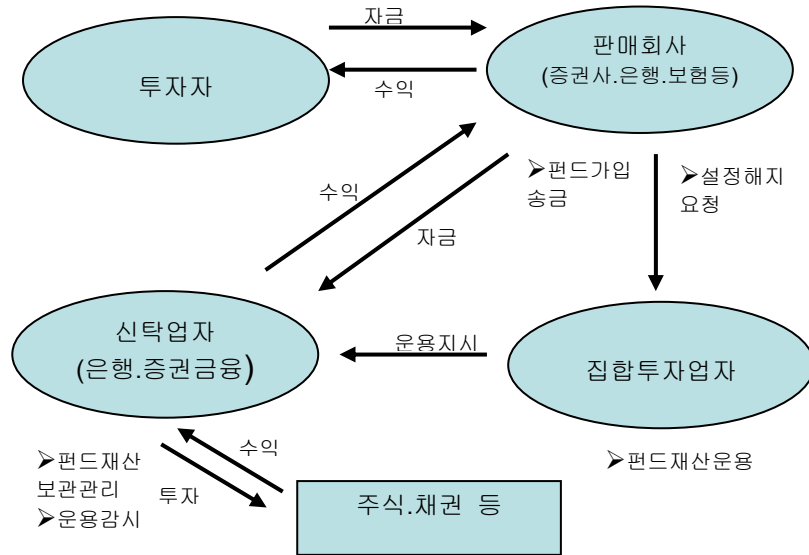 자금
투자자
판매회사
(증권사.은행.보험등)
수익
수익
자금
➢펀드가입
송금
➢설정해지
요청
신탁업자
(은행.증권금융)
운용지시
집합투자업자
➢펀드재산
보관관리
➢운용감시
수익
투자
주식.채권 등
➢펀드재산운용